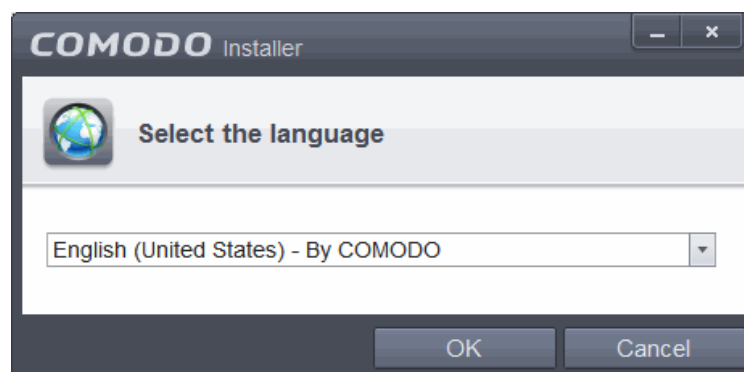 COMODO Installer
Select the language
English (United States) - By COMODO
OK Cancel